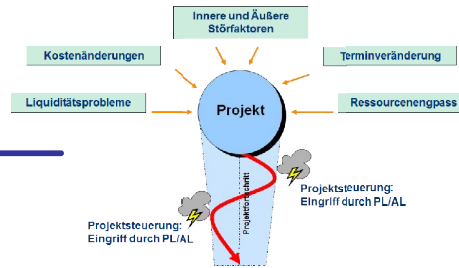 Innere und Äußere
Störfaktoren
Kostenänderungen
Terminveränderung
Liquiditätsprobleme
Projekt
Ressourcenengpass
Projektfortschritt
Projektsteuerung:
Eingriff durch PL/AL
Projektsteuerung:
Eingriff durch PL/AL